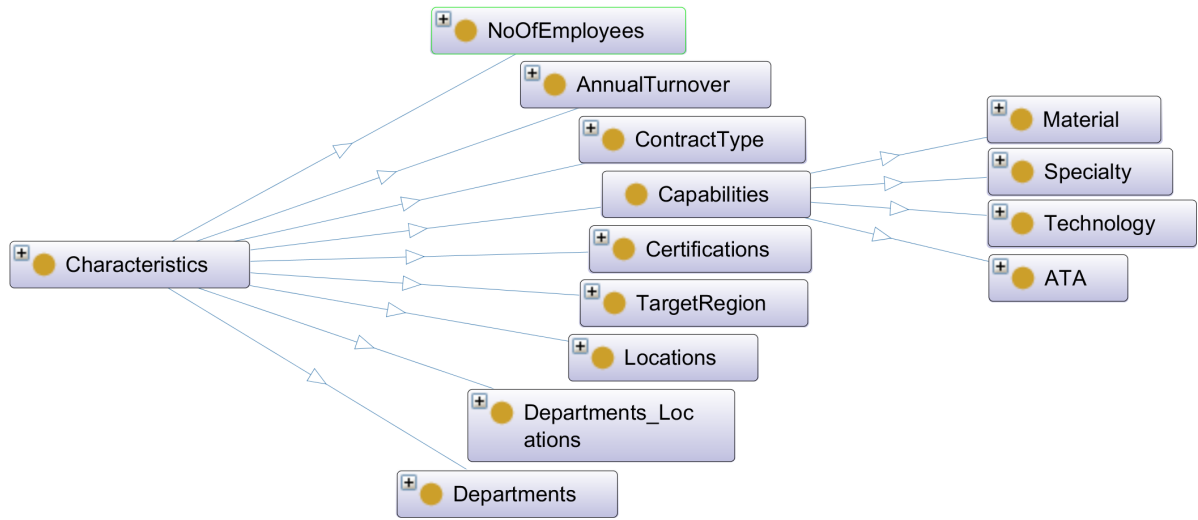 NoOfEmployees
AnnualTurnover
ContractType
Capabilities
Certifications
TargetRegion
Locations
Departments_Loc
ations
Departments
Characteristics
Material
Specialty
Technology
ATA